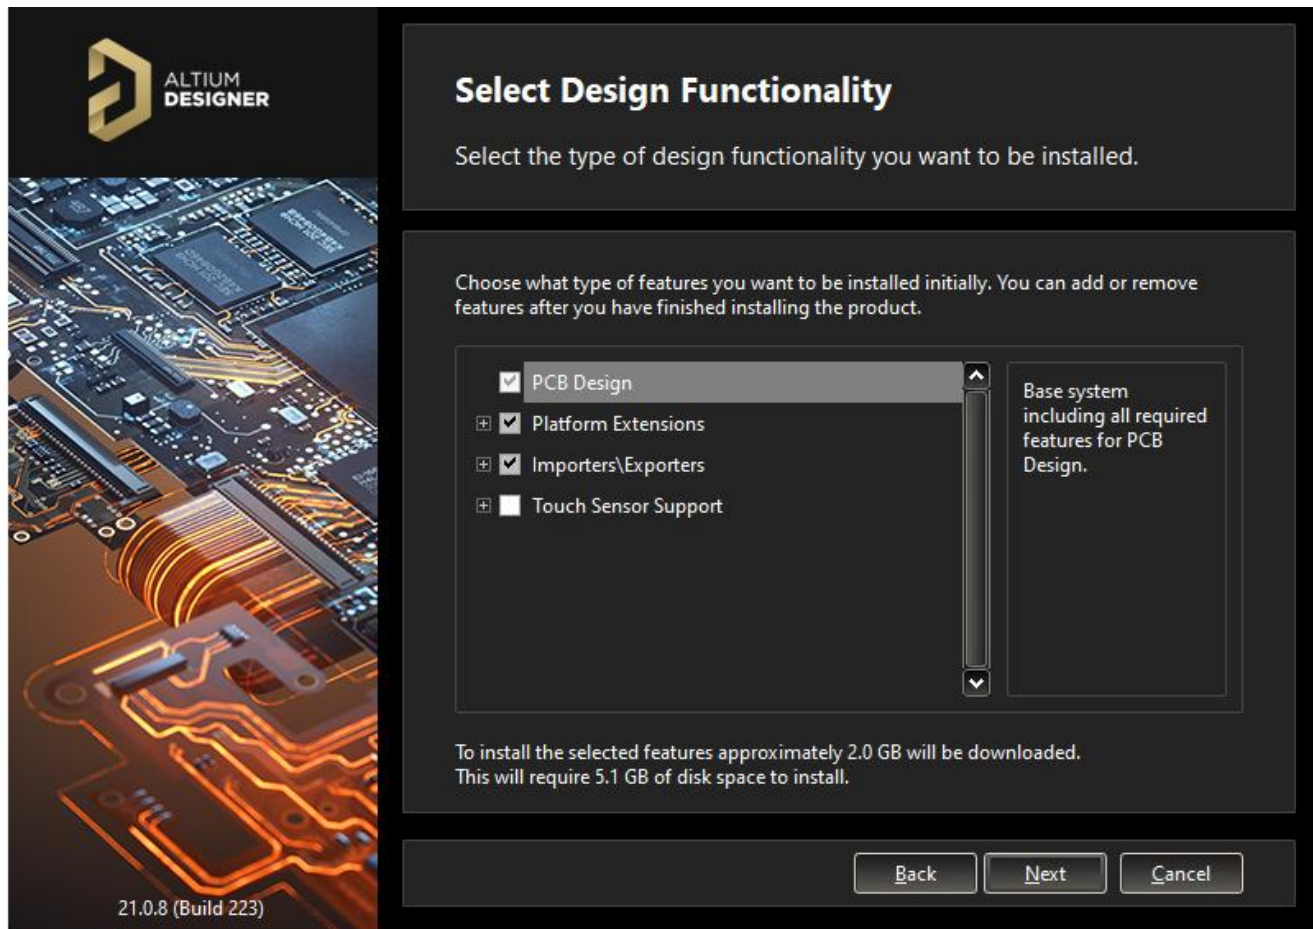 ALTIUM
DESIGNER
Select Design Functionality
Select the type of design functionality you want to be installed.
Choose what type of features you want to be installed initially. You can add or remove
features after you have finished installing the product.
PCB Design
Platform Extensions
Importers\Exporters
Touch Sensor Support
Base system
including all required
features for PCB
Design.
To install the selected features approximately 2.0 GB will be downloaded.
This will require 5.1 GB of disk space to install.
Back
Next
Cancel
21.0.8 (Build 223)